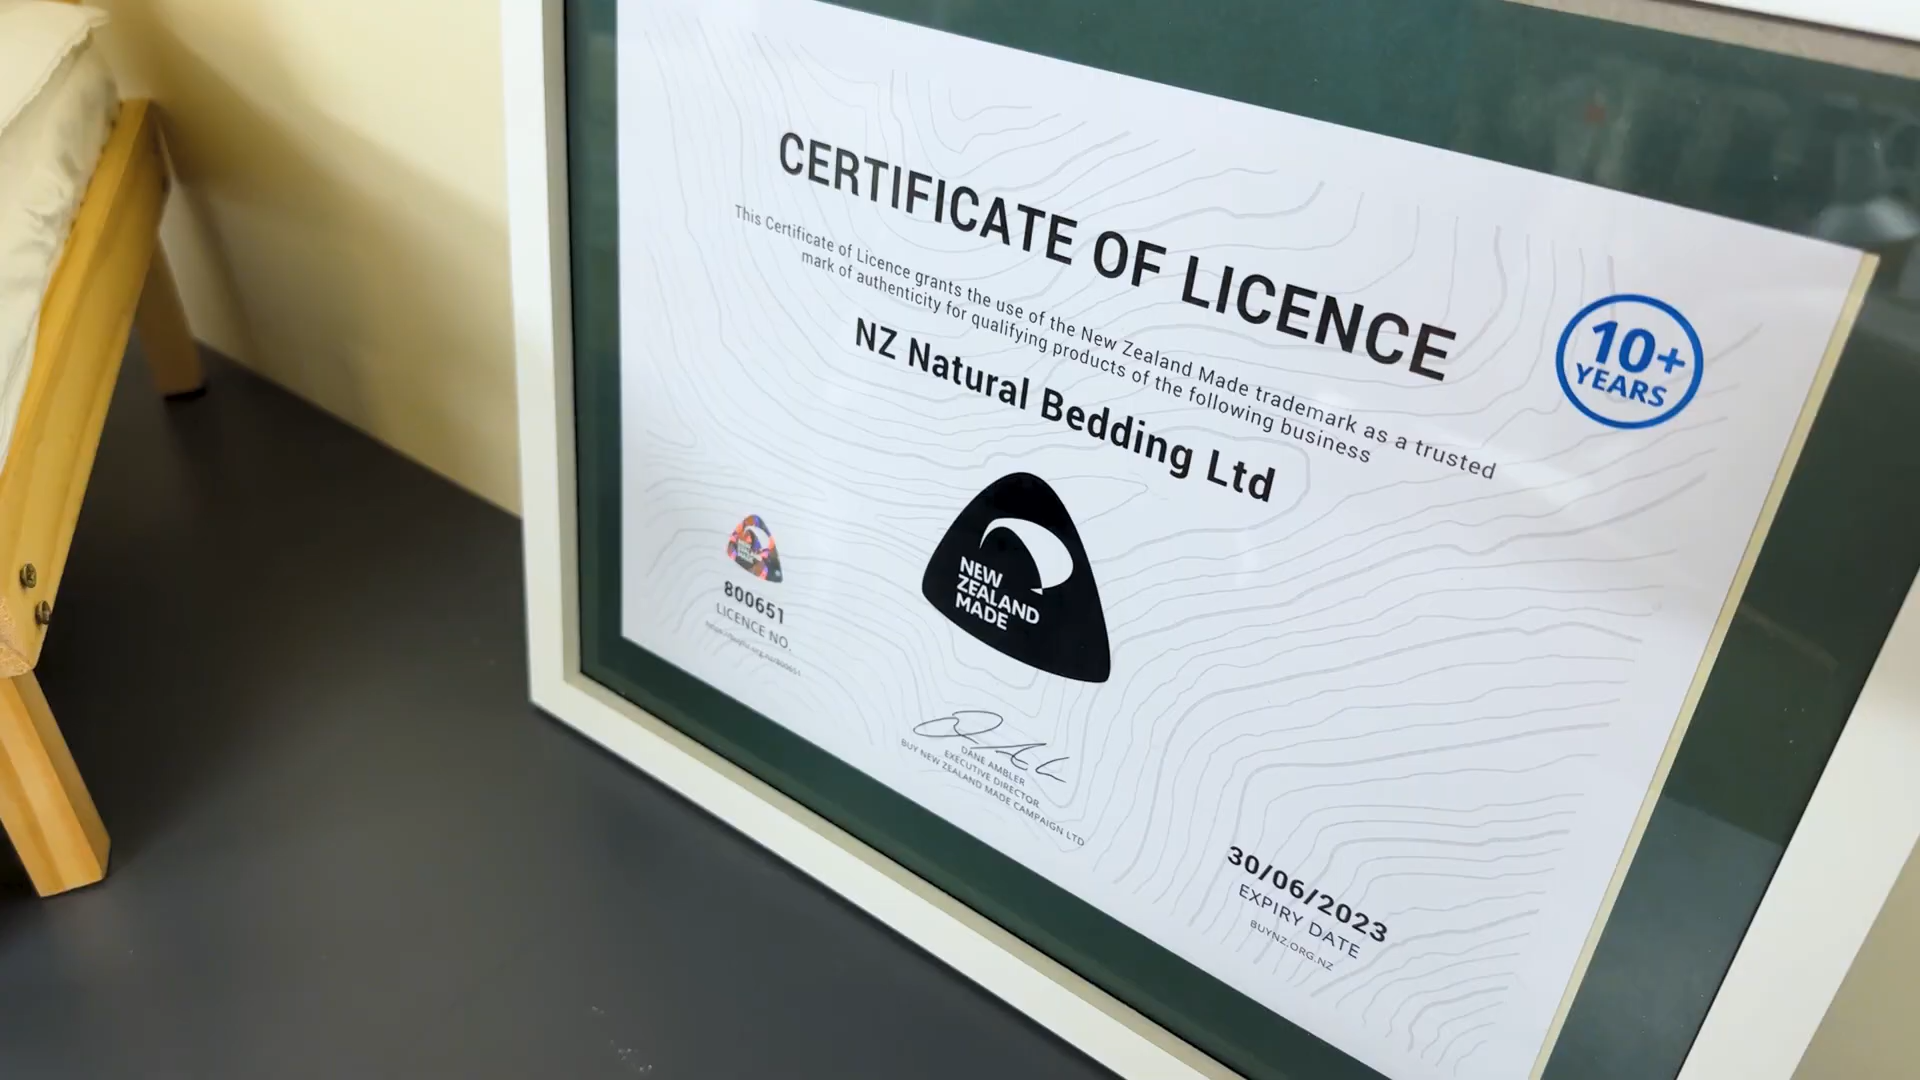 CERTIFICATE OF LICENCE
This Certificate of Licence grants the use of the New Zealand Made trademark as a trusted
mark of authenticity for qualifying products of the following business
10+
YEARS
NZ Natural Bedding Ltd
NEW
ZEALAND
MADE
800651
LICENCE NO.
DANE AMBLER
EXECUTIVE DIRECTOR
BUY NEW ZEALAND MADE CAMPAIGN LTD
30/06/2023
EXPIRY DATE
BUYNZ.ORG.NZ